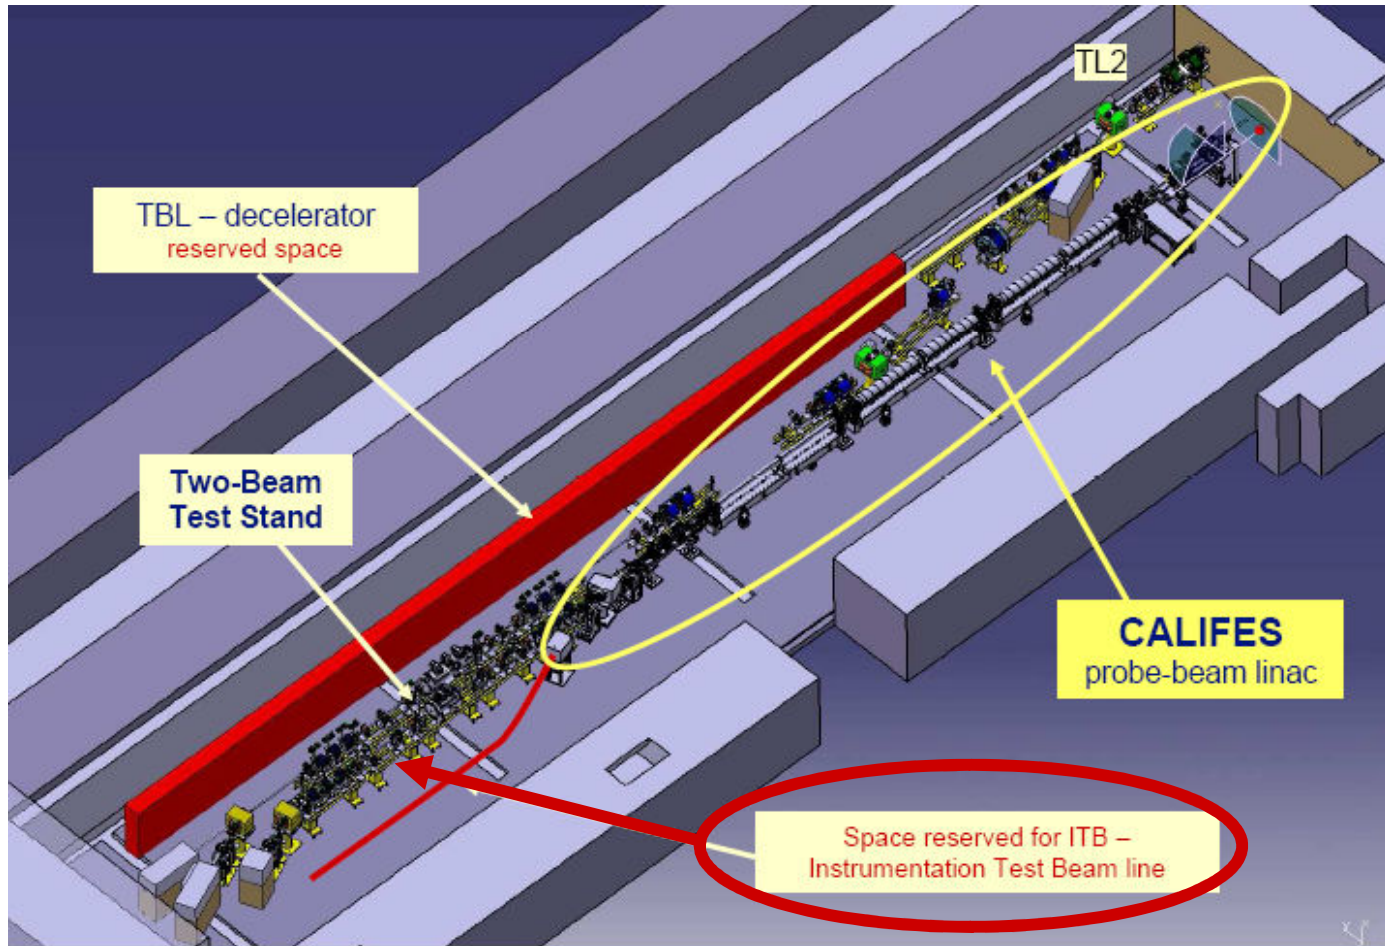 TL2
TBL – decelerator
reserved space
Two-Beam
Test Stand
CALIFES
probe-beam linac
Space reserved for ITB –
Instrumentation Test Beam line